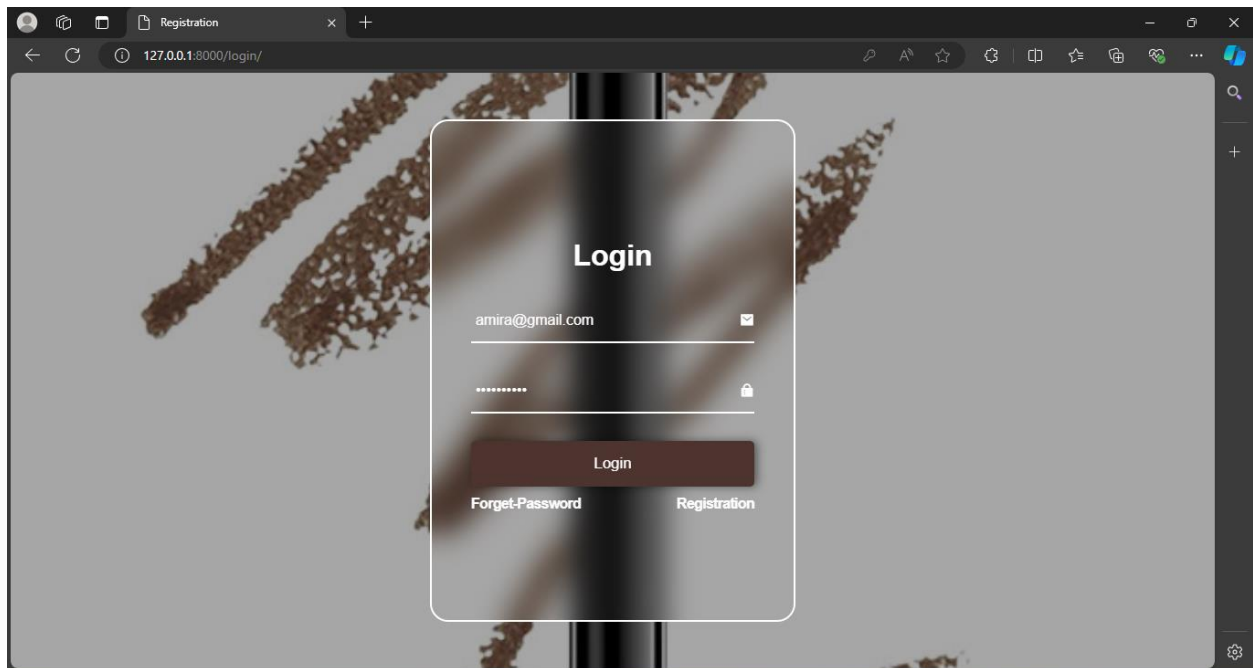 Registration
127.0.0.1:8000/login/
Login
amira@gmail.com
••••••••••
Login
Forget-Password Registration